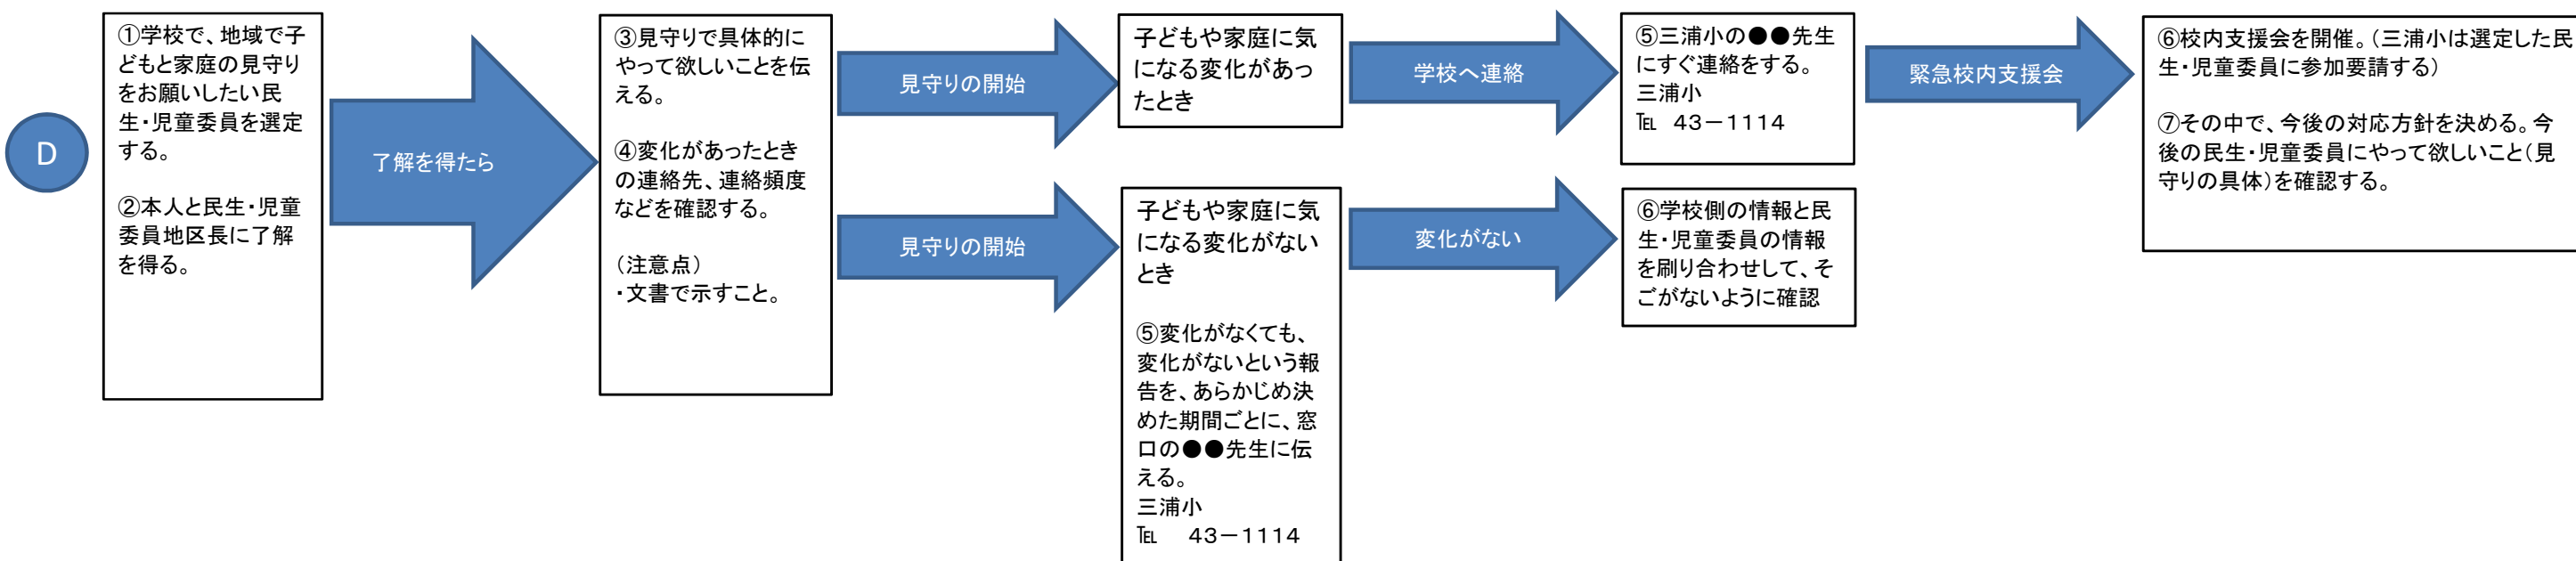 D
①学校で、地域で子
どもと家庭の見守り
をお願いしたい民
生・児童委員を選定
する。
②本人と民生・児童
委員地区長に了解
を得る。
了解を得たら
③見守りで具体的に
やって欲しいことを伝
える。
④変化があったとき
の連絡先、連絡頻度
などを確認する。
（注意点）
・文書で示すこと。
見守りの開始
子どもや家庭に気
になる変化があっ
たとき
学校へ連絡
⑤三浦小の●●先生
にすぐ連絡をする。
三浦小
℡ 43－1114
緊急校内支援会
⑥校内支援会を開催。（三浦小は選定した民
生・児童委員に参加要請する）
⑦その中で、今後の対応方針を決める。今
後の民生・児童委員にやって欲しいこと（見
守りの具体）を確認する。
見守りの開始
子どもや家庭に気
になる変化がない
とき
⑤変化がなくても、
変化がないという報
告を、あらかじめ決
めた期間ごとに、窓
口の●●先生に伝
える。
三浦小
℡ 43－1114
変化がない
⑥学校側の情報と民
生・児童委員の情報
を刷り合わせして、そ
ごがないように確認